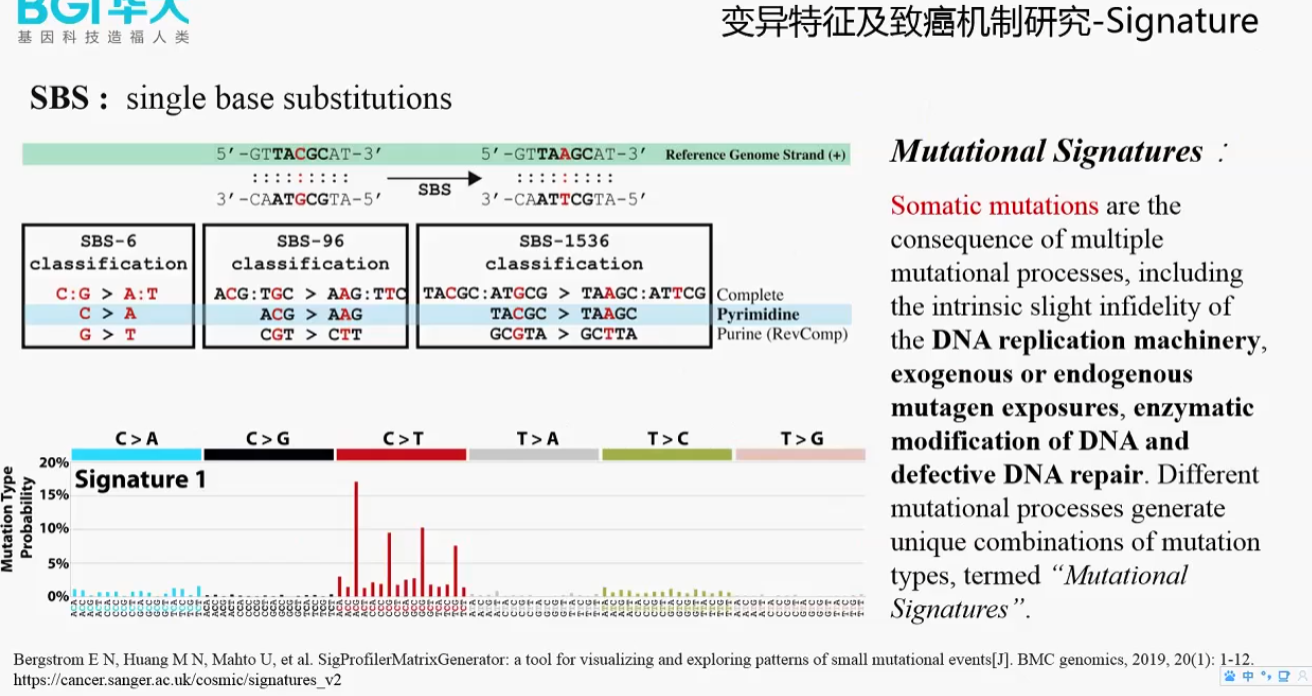 BGI华大
基因科技造福人类
变异特征及致癌机制研究-Signature
SBS： single base substitutions
5′-GTTACGCAT-3′ 5′-GTTAAGCAT-3′ Reference Genome Strand (+)
::::::::: SBS :::::::::
3′-CAATGCGTA-5′ 3′-CAATTCGTA-5′
SBS-6 SBS-96 SBS-1536
classification classification classification
C:G > A:T ACG:TGC > AAG:TTC TACGC:ATGCG > TAAGC:ATTCG Complete
C > A ACG > AAG TACGC > TAAGC Pyrimidine
G > T CGT > CTT GCGTA > GCTTA Purine (RevComp)
C > A C > G C > T T > A T > C T > G
Signature 1
Mutation Type
Probability
20%
15%
10%
5%
0%
Mutational Signatures：
Somatic mutations are the
consequence of multiple
mutational processes, including
the intrinsic slight infidelity of
the DNA replication machinery,
exogenous or endogenous
mutagen exposures, enzymatic
modification of DNA and
defective DNA repair. Different
mutational processes generate
unique combinations of mutation
types, termed “Mutational
Signatures”.
Bergstrom E N, Huang M N, Mahto U, et al. SigProfilerMatrixGenerator: a tool for visualizing and exploring patterns of small mutational events[J]. BMC genomics, 2019, 20(1): 1-12.
https://cancer.sanger.ac.uk/cosmic/signatures_v2
中